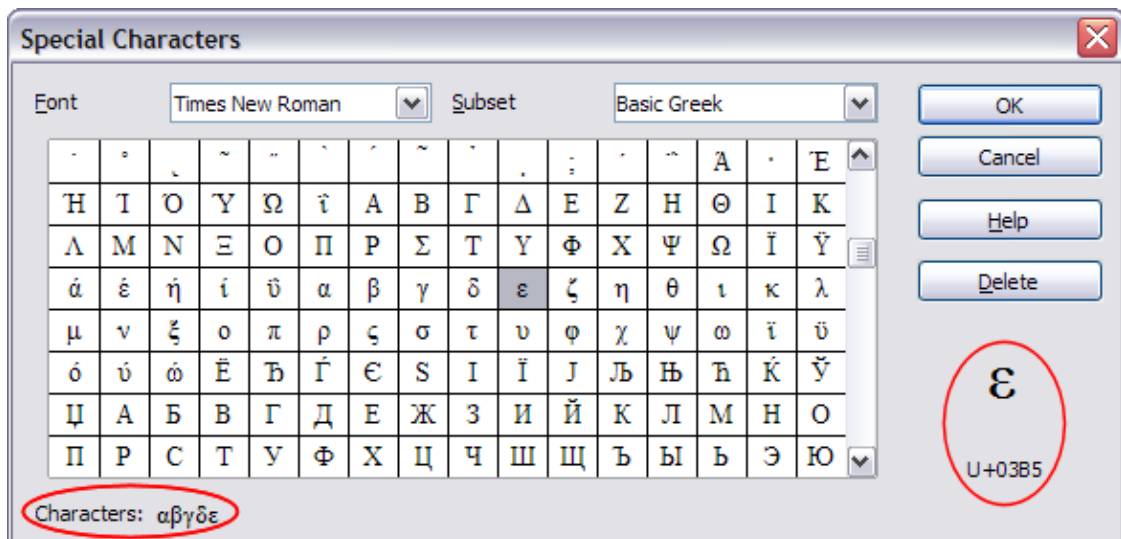 Special Characters
Font Times New Roman Subset Basic Greek OK
Cancel
Help
Delete
΄ Ά · Έ
Ή Ί Ό Ύ Ώ ΐ Α Β Γ Δ Ε Ζ Η Θ Ι Κ
Λ Μ Ν Ξ Ο Π Ρ Σ Τ Υ Φ Χ Ψ Ω Ϊ Ϋ
ά έ ή ί ΰ α β γ δ ε ζ η θ ι κ λ
μ ν ξ ο π ρ ς σ τ υ φ χ ψ ω ϊ ϋ
ό ύ ώ Ё Ђ Ѓ Є Ѕ І Ї Ј Љ Њ Ћ Ќ Ў
Џ А Б В Г Д Е Ж З И Й К Л М Н О
П Р С Т У Ф Х Ц Ч Ш Щ Ъ Ы Ь Э Ю
ε
U+03B5
Characters: αβγδε